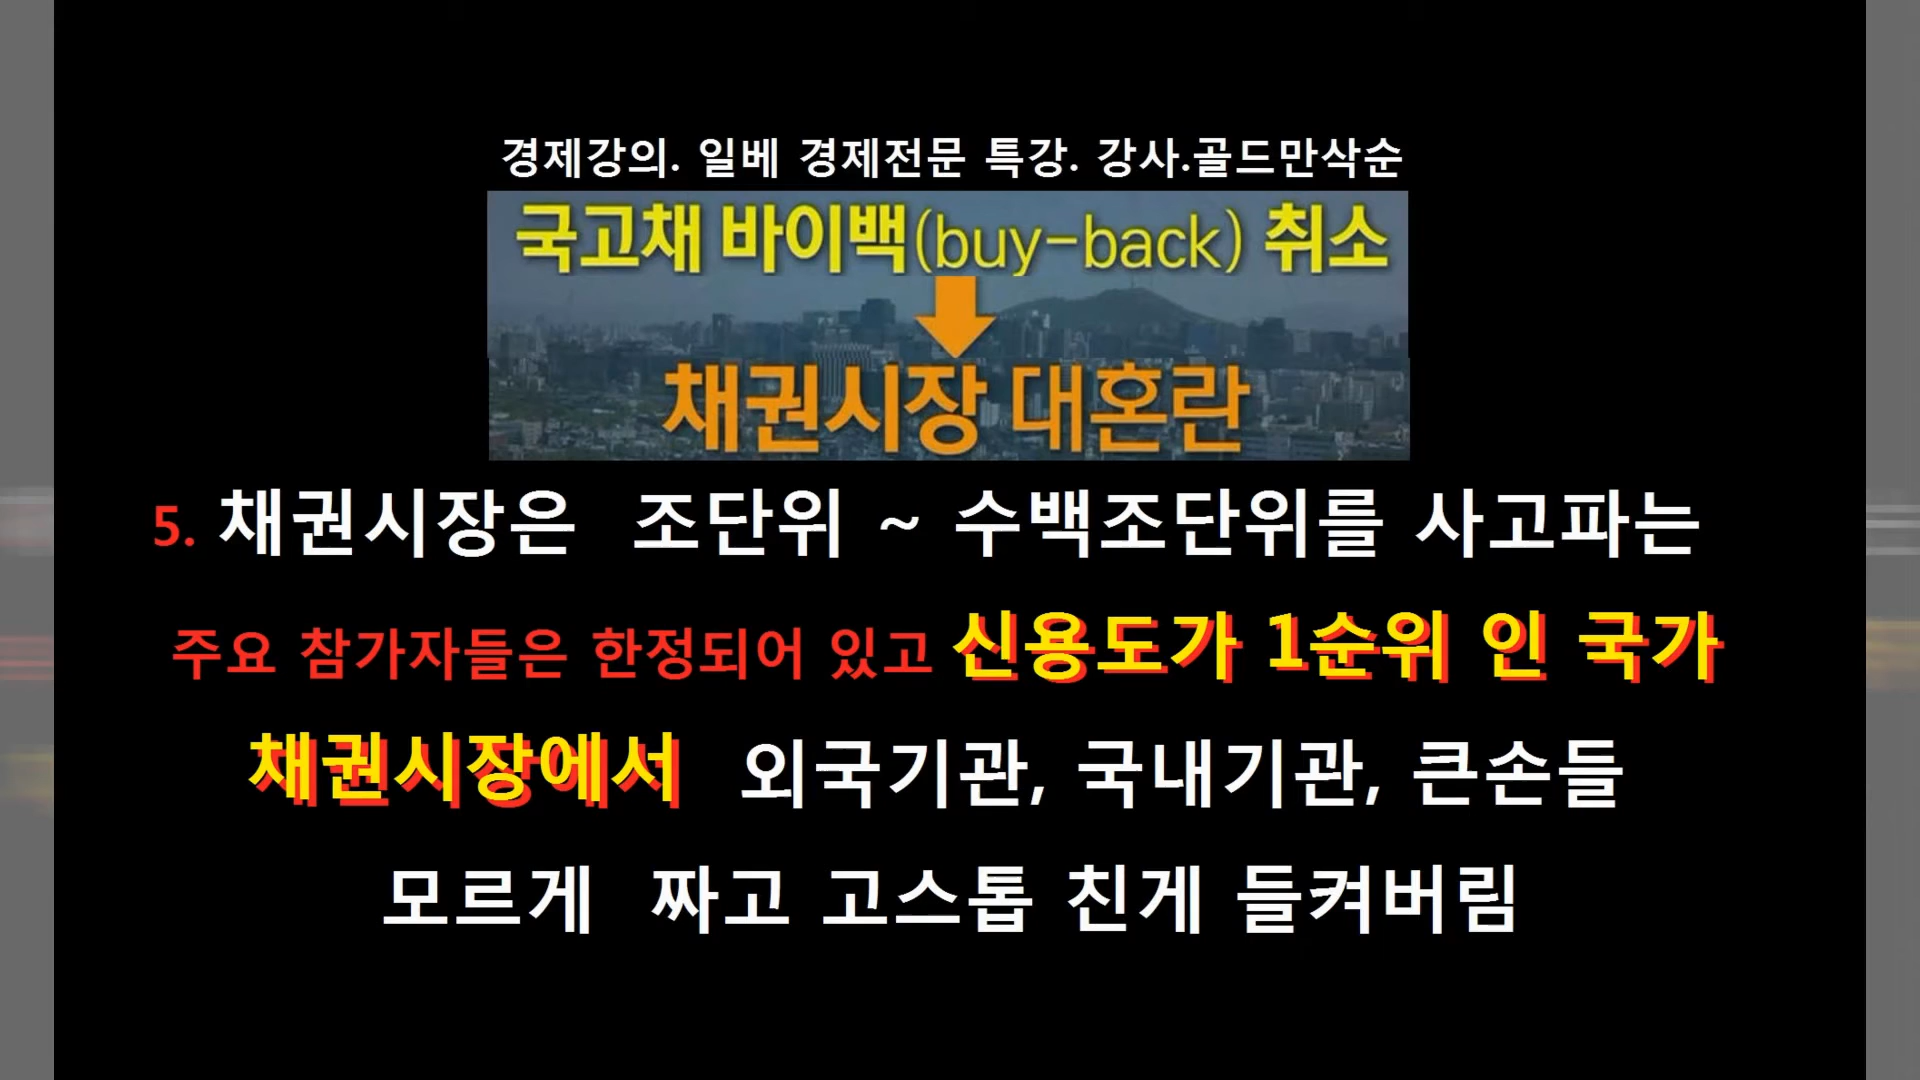 경제강의. 일베 경제전문 특강. 강사.골드만삭순
국고채 바이백(buy-back) 취소
채권시장 대혼란
5. 채권시장은 조단위 ~ 수백조단위를 사고파는
주요 참가자들은 한정되어 있고 신용도가 1순위 인 국가
채권시장에서 외국기관, 국내기관, 큰손들
모르게 짜고 고스톱 친게 들켜버림